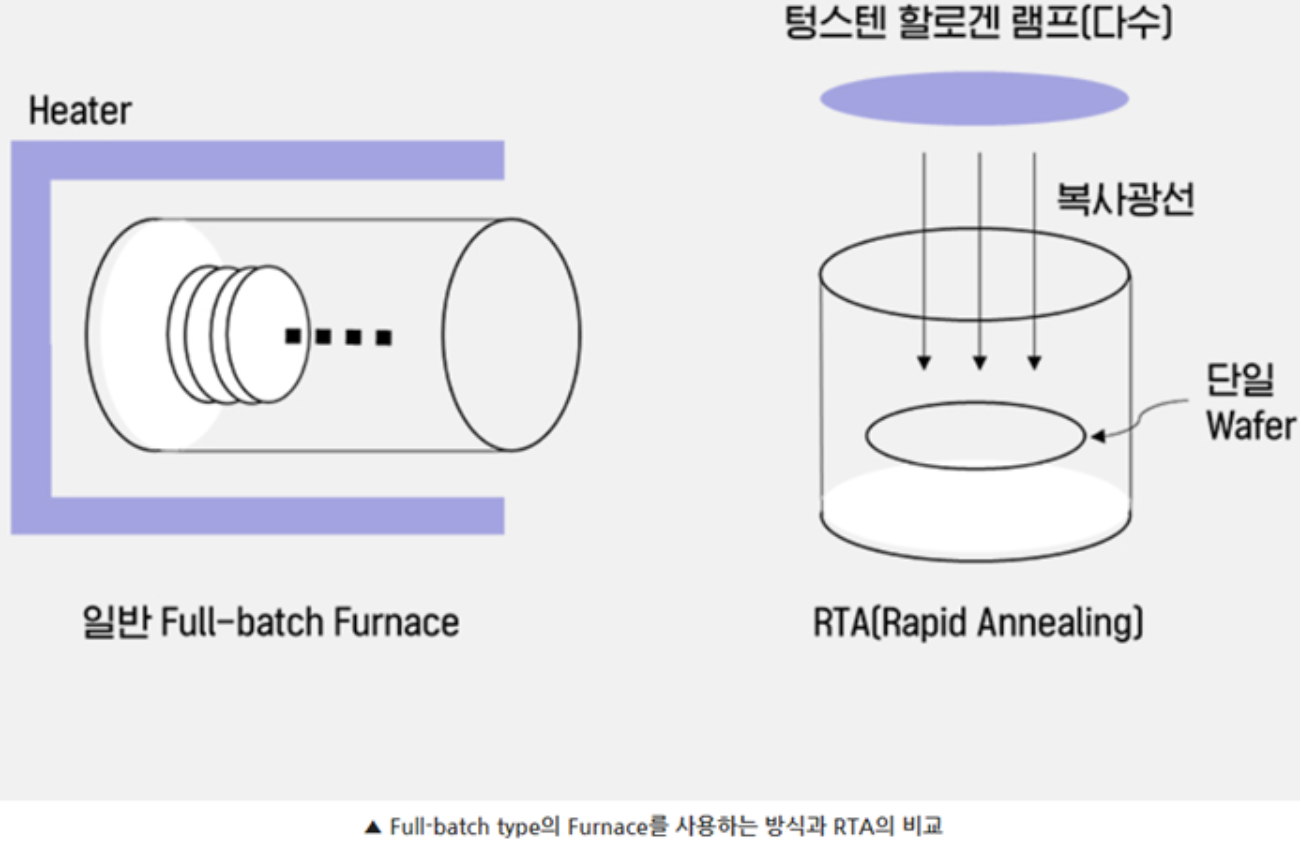 Heater
일반 Full-batch Furnace
텅스텐 할로겐 램프(다수)
복사광선
단일
Wafer
RTA(Rapid Annealing)
▲ Full-batch type의 Furnace를 사용하는 방식과 RTA의 비교